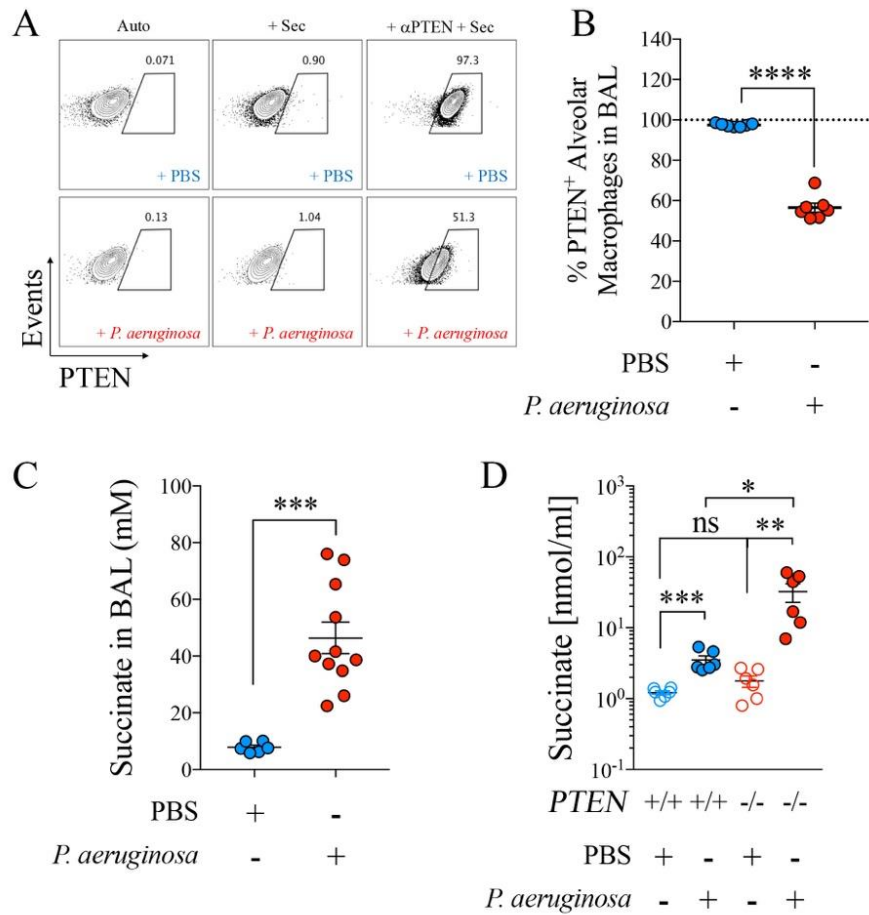 A
Auto
+ Sec
+ αPTEN + Sec
0.071
0.90
97.3
+ PBS
+ PBS
+ PBS
0.13
1.04
51.3
+ P. aeruginosa
+ P. aeruginosa
+ P. aeruginosa
Events
PTEN
B
% PTEN+ Alveolar
Macrophages in BAL
140
120
100
80
60
40
20
0
****
PBS + -
P. aeruginosa - +
C
Succinate in BAL (mM)
100
80
60
40
20
0
***
PBS + -
P. aeruginosa - +
D
Succinate [nmol/ml]
10³
10²
10¹
10⁰
10⁻¹
*
ns
**
***
PTEN +/+ +/+ -/- -/-
PBS + - + -
P. aeruginosa - + - +